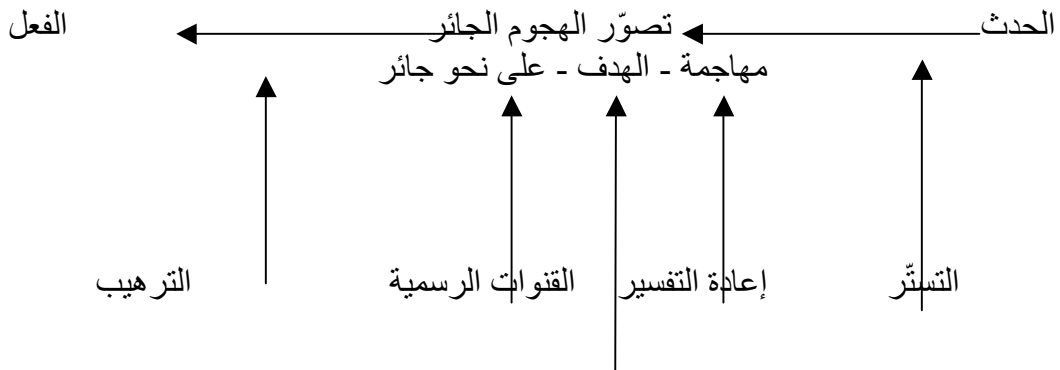 الحدث تصوّر الهجوم الجائر الفعل
مهاجمة - الهدف - على نحو جائر
التستّر إعادة التفسير القنوات الرسمية الترهيب